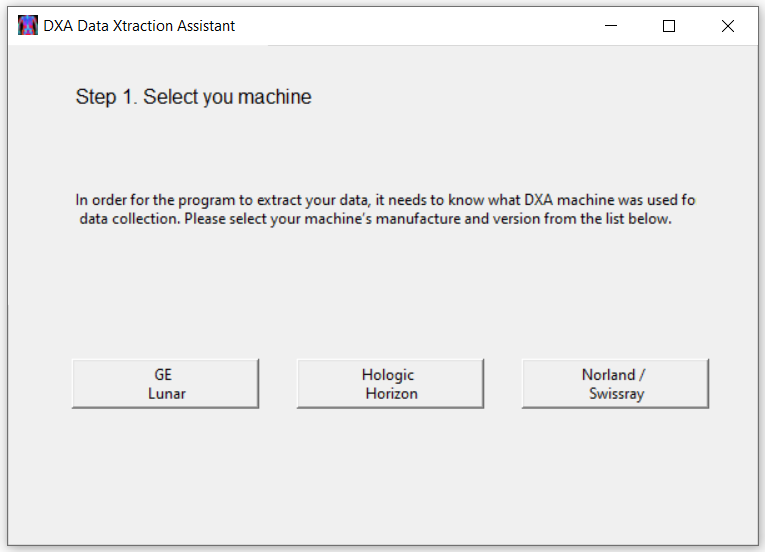 DXA Data Xtraction Assistant
Step 1. Select you machine
In order for the program to extract your data, it needs to know what DXA machine was used fo
data collection. Please select your machine's manufacture and version from the list below.
GE
Lunar
Hologic
Horizon
Norland /
Swissray